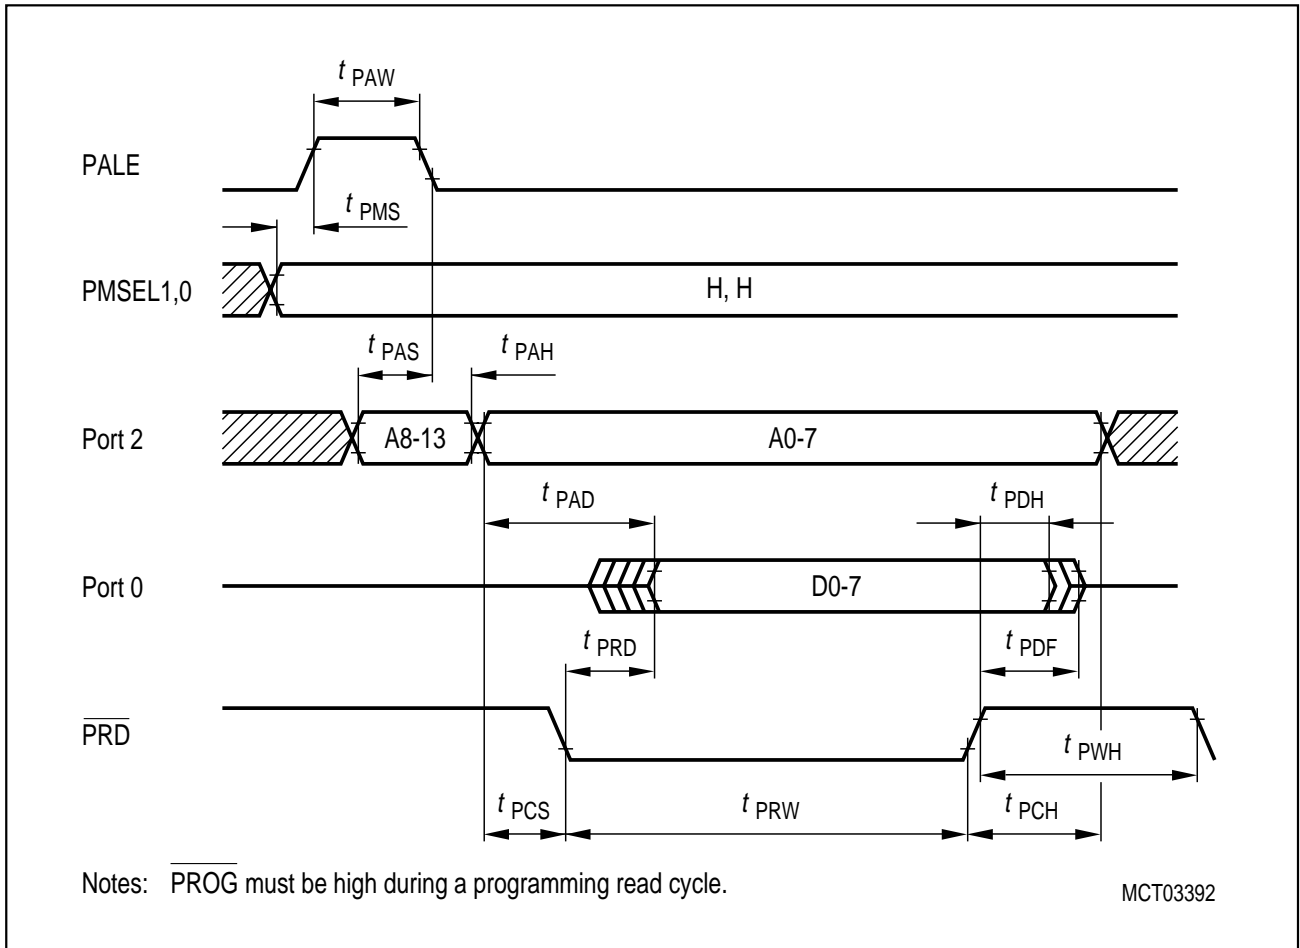 t PAW
PALE
t PMS
PMSEL1,0
H, H
t PAS
t PAH
Port 2
A8-13
A0-7
t PAD
t PDH
Port 0
D0-7
t PRD
t PDF
PRD
t PWH
t PCS
t PRW
t PCH
Notes: PROG must be high during a programming read cycle.
MCT03392